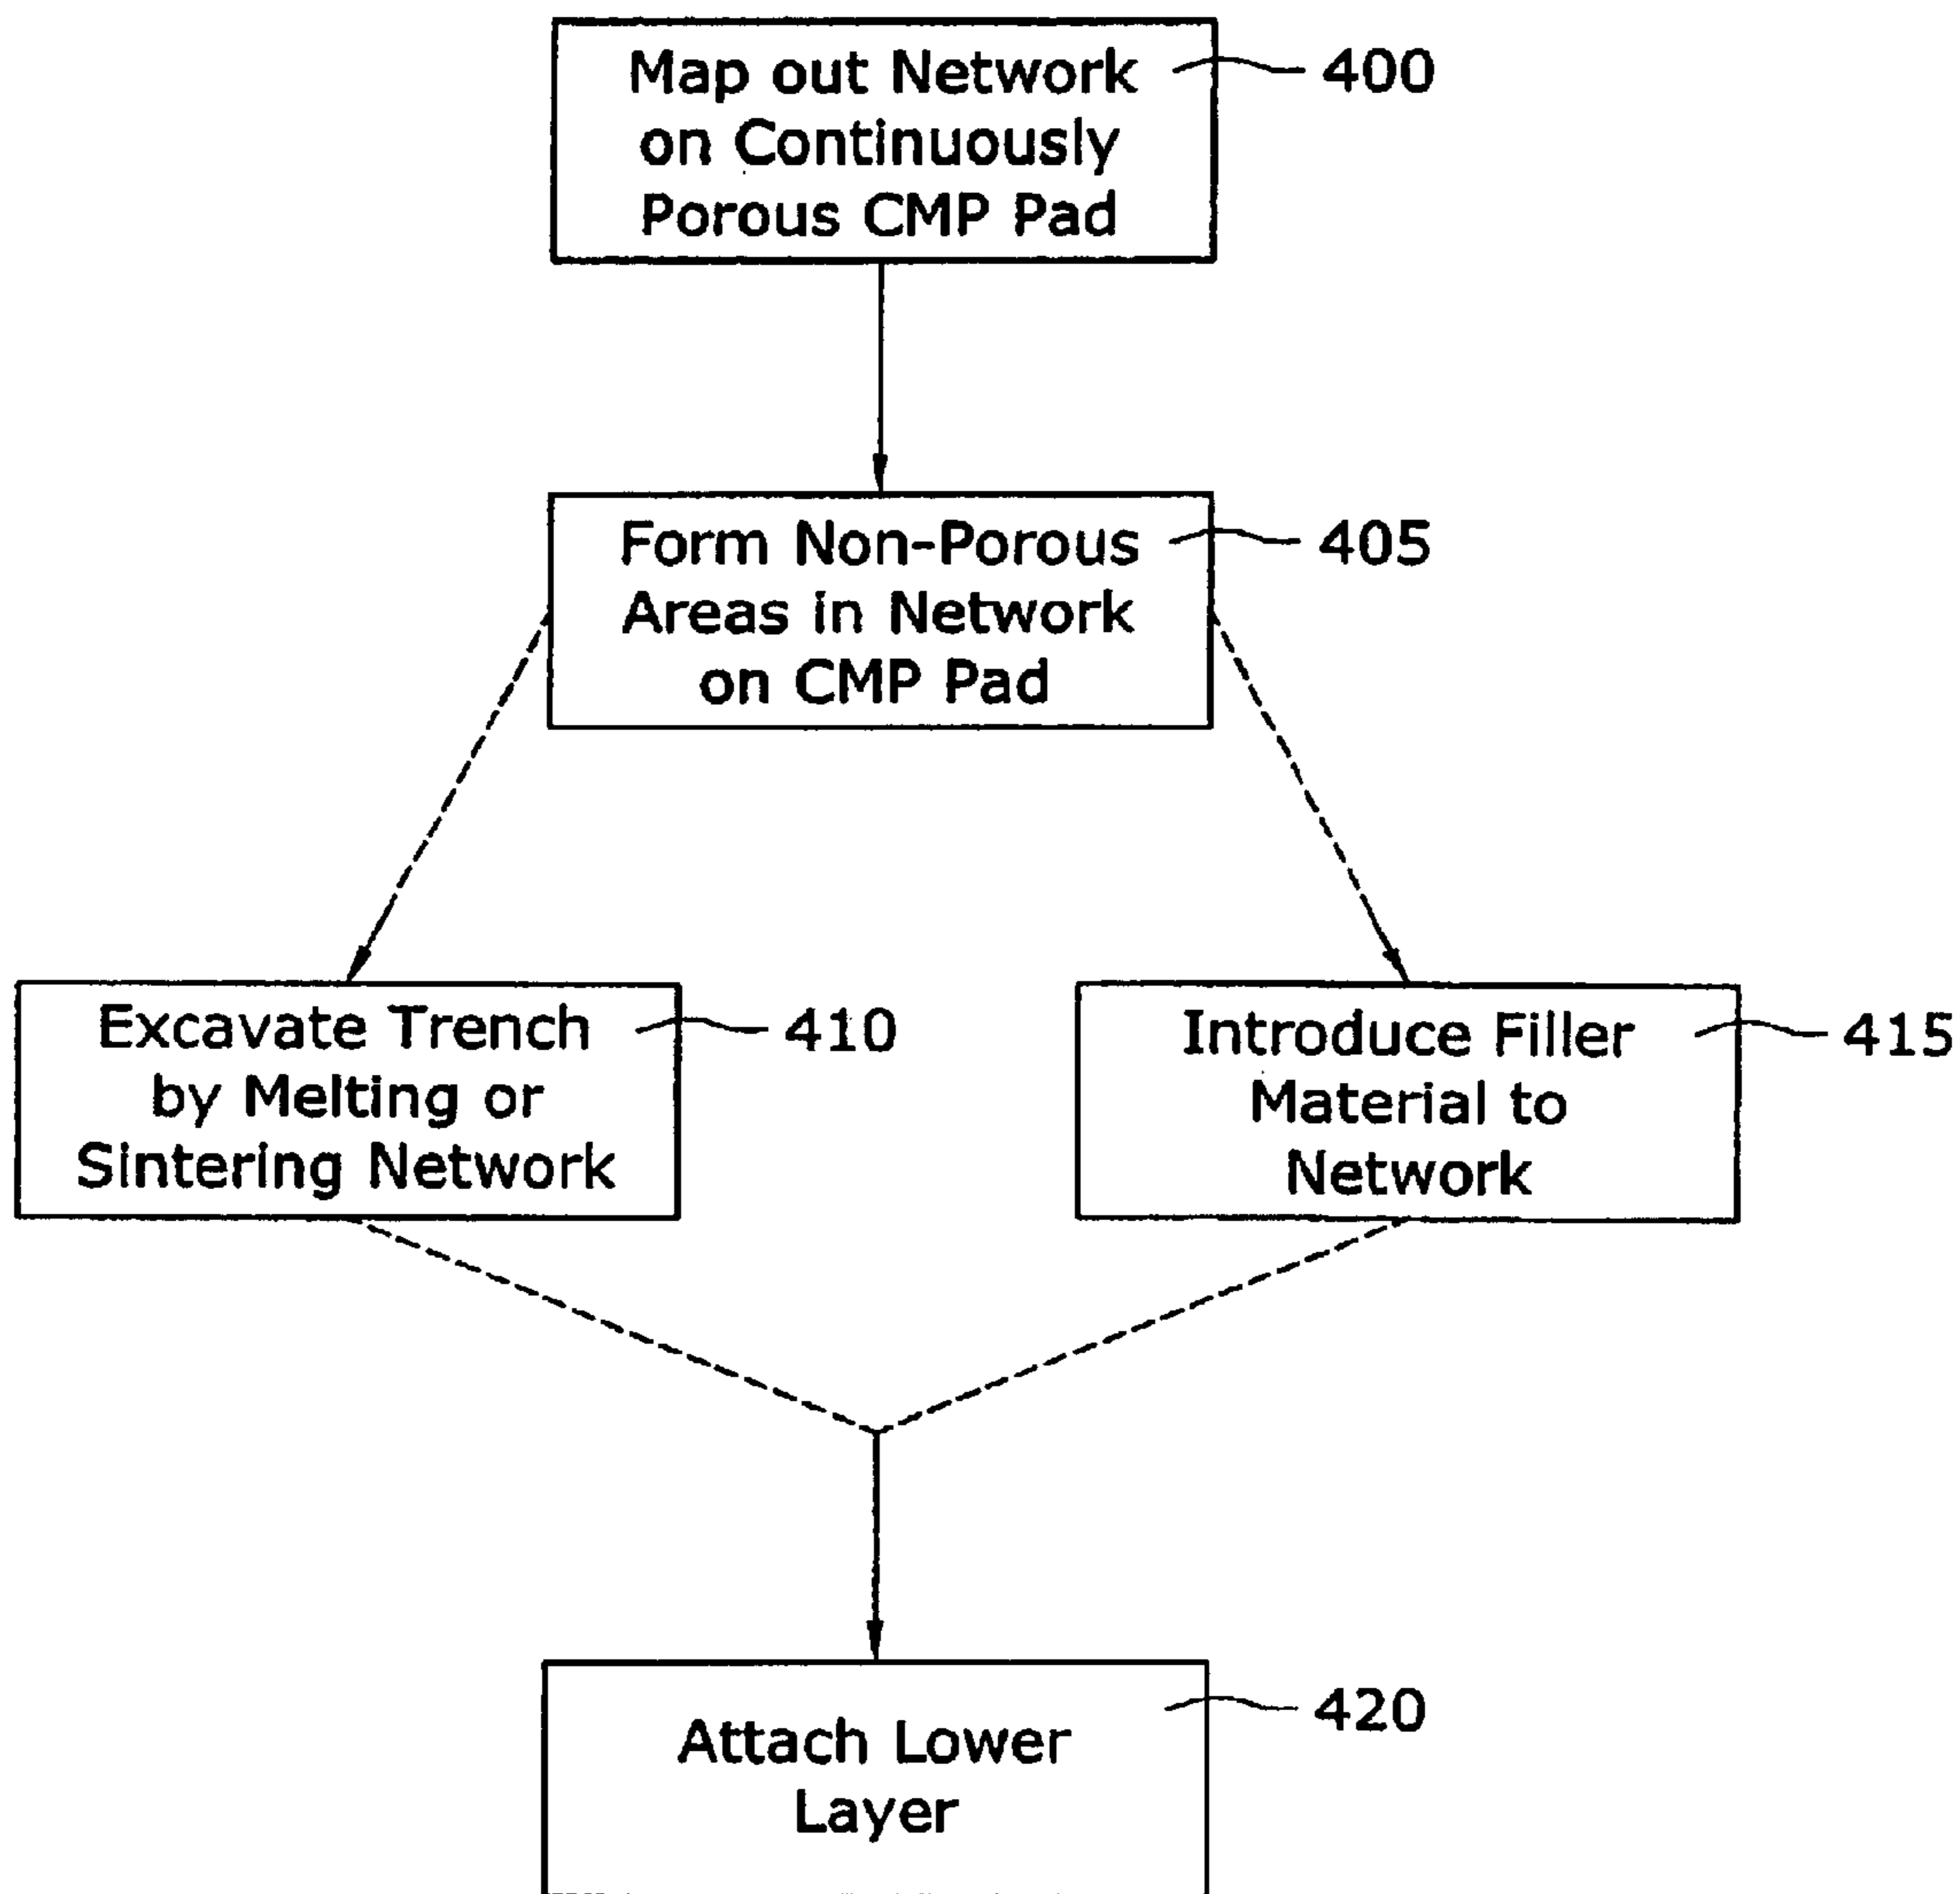 Map out Network
on Continuously
Porous CMP Pad
400
Form Non-Porous
Areas in Network
on CMP Pad
405
Excavate Trench
by Melting or
Sintering Network
410
Introduce Filler
Material to
Network
415
Attach Lower
Layer
420